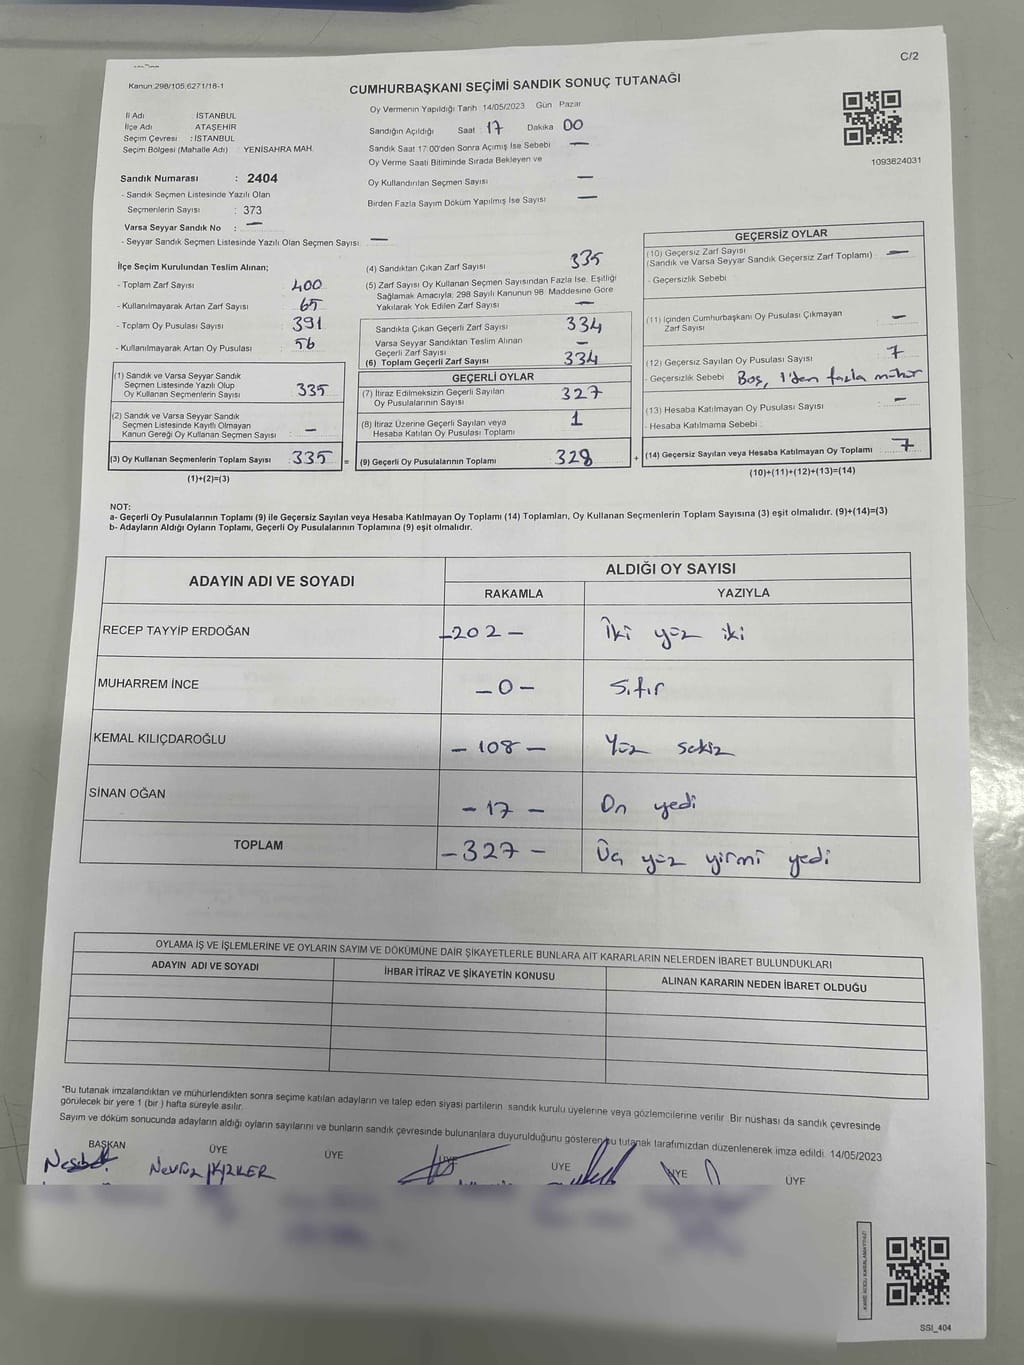 C/2
Kanun 298/105;6271/18-1
CUMHURBAŞKANI SEÇİMİ SANDIK SONUÇ TUTANAĞI
İl Adı İSTANBUL
İlçe Adı ATAŞEHİR
Seçim Çevresi : İSTANBUL
Seçim Bölgesi (Mahalle Adı) YENİSAHRA MAH.
Sandık Numarası : 2404
- Sandık Seçmen Listesinde Yazılı Olan
Seçmenlerin Sayısı : 373
Varsa Seyyar Sandık No : —
- Seyyar Sandık Seçmen Listesinde Yazılı Olan Seçmen Sayısı: —
Oy Vermenin Yapıldığı Tarih 14/05/2023 Gün Pazar
Sandığın Açıldığı Saat : 17 Dakika 00
Sandık Saat 17:00'den Sonra Açımış İse Sebebi —
Oy Verme Saati Bitiminde Sırada Bekleyen ve
Oy Kullandırılan Seçmen Sayısı —
Birden Fazla Sayım Döküm Yapılmış İse Sayısı —
1093824031
İlçe Seçim Kurulundan Teslim Alınan;
- Toplam Zarf Sayısı : 400
- Kullanılmayarak Artan Zarf Sayısı : 65
- Toplam Oy Pusulası Sayısı : 391
- Kullanılmayarak Artan Oy Pusulası : 56
(1) Sandık ve Varsa Seyyar Sandık
Seçmen Listesinde Yazılı Olup
Oy Kullanan Seçmenlerin Sayısı : 335
(2) Sandık ve Varsa Seyyar Sandık
Seçmen Listesinde Kayıtlı Olmayan
Kanun Gereği Oy Kullanan Seçmen Sayısı : —
(3) Oy Kullanan Seçmenlerin Toplam Sayısı : 335 =
(1)+(2)=(3)
(4) Sandıktan Çıkan Zarf Sayısı 335
(5) Zarf Sayısı Oy Kullanan Seçmen Sayısından Fazla İse, Eşitliği
Sağlamak Amacıyla; 298 Sayılı Kanunun 98. Maddesine Göre
Yakılarak Yok Edilen Zarf Sayısı —
Sandıkta Çıkan Geçerli Zarf Sayısı 334
Varsa Seyyar Sandıktan Teslim Alınan
Geçerli Zarf Sayısı —
(6) Toplam Geçerli Zarf Sayısı 334
GEÇERLİ OYLAR
(7) İtiraz Edilmeksizin Geçerli Sayılan
Oy Pusulalarının Sayısı 327
(8) İtiraz Üzerine Geçerli Sayılan veya
Hesaba Katılan Oy Pusulası Toplamı 1
(9) Geçerli Oy Pusulalarının Toplamı 328 +
GEÇERSİZ OYLAR
(10) Geçersiz Zarf Sayısı —
(Sandık ve Varsa Seyyar Sandık Geçersiz Zarf Toplamı)
- Geçersizlik Sebebi :
(11) İçinden Cumhurbaşkanı Oy Pusulası Çıkmayan
Zarf Sayısı —
(12) Geçersiz Sayılan Oy Pusulası Sayısı 7
- Geçersizlik Sebebi : Boş, 1'den fazla mühür
(13) Hesaba Katılmayan Oy Pusulası Sayısı —
- Hesaba Katılmama Sebebi :
(14) Geçersiz Sayılan veya Hesaba Katılmayan Oy Toplamı 7
(10)+(11)+(12)+(13)=(14)
NOT:
a- Geçerli Oy Pusulalarının Toplamı (9) ile Geçersiz Sayılan veya Hesaba Katılmayan Oy Toplamı (14) Toplamları, Oy Kullanan Seçmenlerin Toplam Sayısına (3) eşit olmalıdır. (9)+(14)=(3)
b- Adayların Aldığı Oyların Toplamı, Geçerli Oy Pusulalarının Toplamına (9) eşit olmalıdır.
ADAYIN ADI VE SOYADI
ALDIĞI OY SAYISI
RAKAMLA YAZIYLA
RECEP TAYYİP ERDOĞAN -202- İki yüz iki
MUHARREM İNCE -0- Sıfır
KEMAL KILIÇDAROĞLU -108- Yüz sekiz
SİNAN OĞAN -17- On yedi
TOPLAM -327- Üç yüz yirmi yedi
OYLAMA İŞ VE İŞLEMLERİNE VE OYLARIN SAYIM VE DÖKÜMÜNE DAİR ŞİKAYETLERLE BUNLARA AİT KARARLARIN NELERDEN İBARET BULUNDUKLARI
ADAYIN ADI VE SOYADI İHBAR İTİRAZ VE ŞİKAYETİN KONUSU ALINAN KARARIN NEDEN İBARET OLDUĞU
*Bu tutanak imzalandıktan ve mühürlendikten sonra seçime katılan adayların ve talep eden siyasi partilerin sandık kurulu üyelerine veya gözlemcilerine verilir. Bir nüshası da sandık çevresinde
görülecek bir yere 1 (bir ) hafta süreyle asılır.
Sayım ve döküm sonucunda adayların aldığı oyların sayılarını ve bunların sandık çevresinde bulunanlara duyurulduğunu gösteren bu tutanak tarafımızdan düzenlenerek imza edildi. 14/05/2023
BAŞKAN ÜYE ÜYE ÜYE ÜYE ÜYE ÜYE
KARE KODU KARALAMAYINIZ!
SSI_404